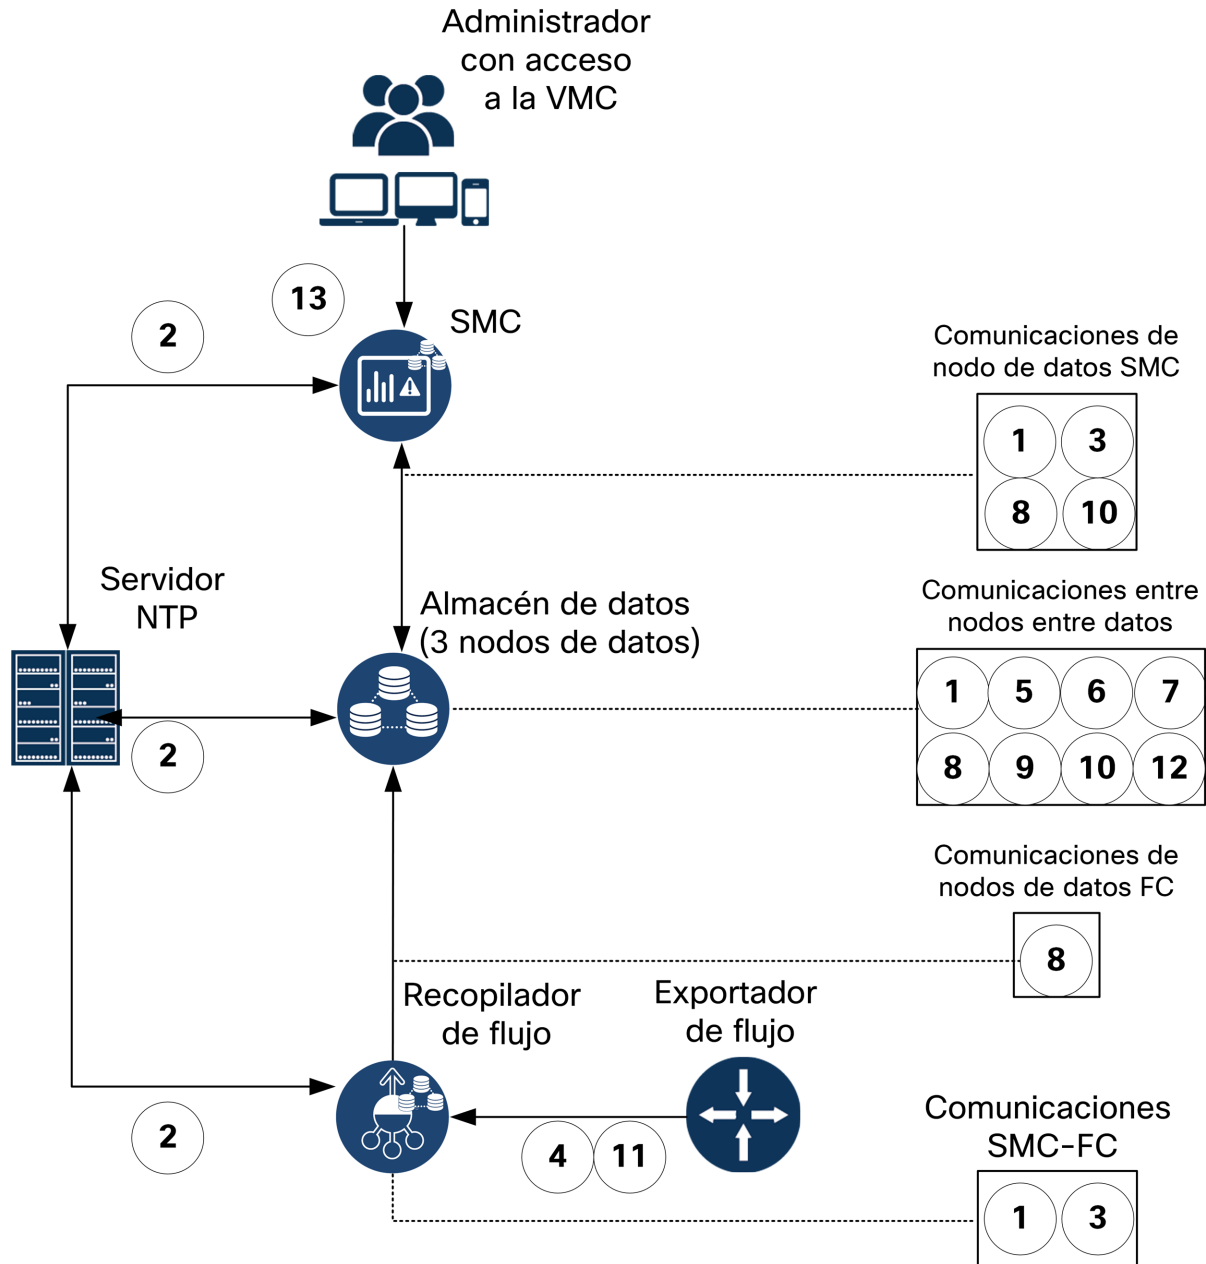 Administrador
con acceso
a la VMC
13
2
SMC
Comunicaciones de
nodo de datos SMC
1 3
8 10
Servidor
NTP
Almacén de datos
(3 nodos de datos)
Comunicaciones entre
nodos entre datos
1 5 6 7
8 9 10 12
2
Comunicaciones de
nodos de datos FC
8
Recopilador
de flujo
Exportador
de flujo
2
4 11
Comunicaciones
SMC-FC
1 3